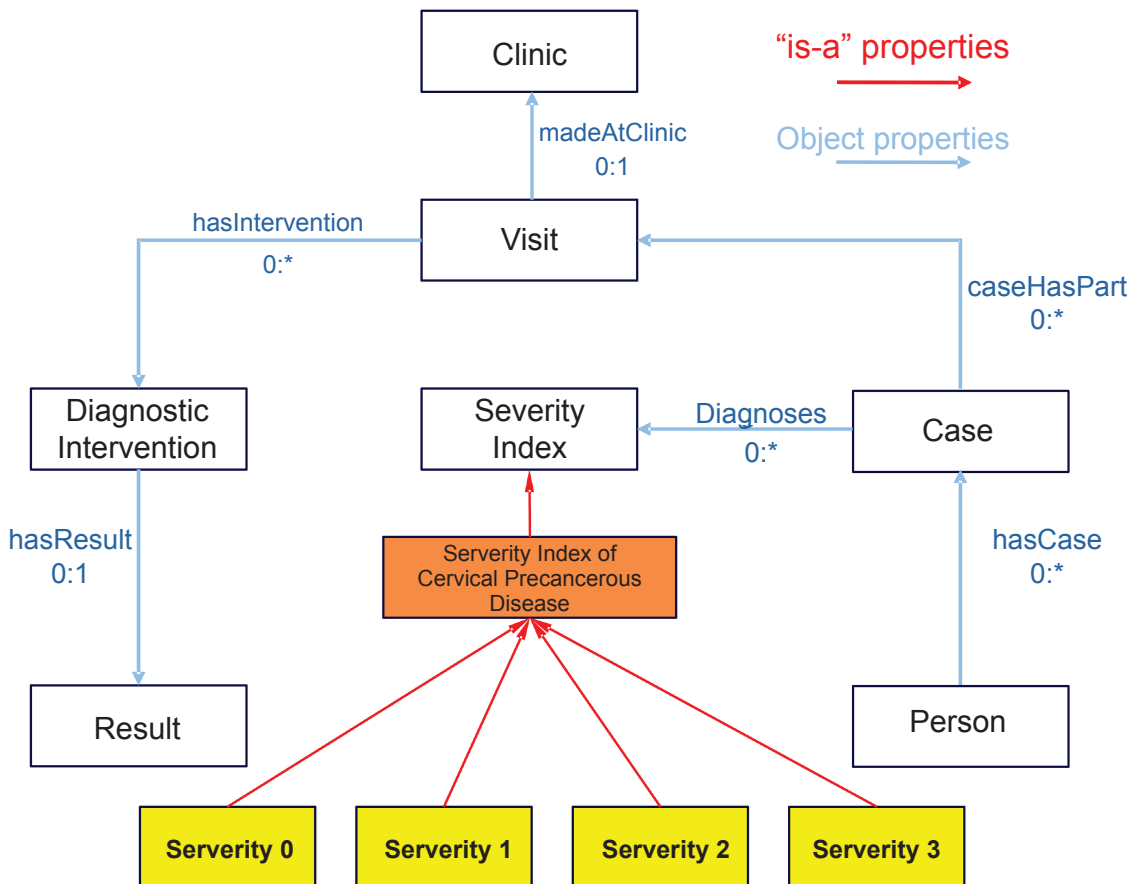 Clinic
“is-a” properties
madeAtClinic
0:1
Object properties
hasIntervention
0:*
Visit
caseHasPart
0:*
Diagnostic
Intervention
Severity
Index
Diagnoses
0:*
Case
hasResult
0:1
Serverity Index of
Cervical Precancerous
Disease
hasCase
0:*
Result
Person
Serverity 0
Serverity 1
Serverity 2
Serverity 3